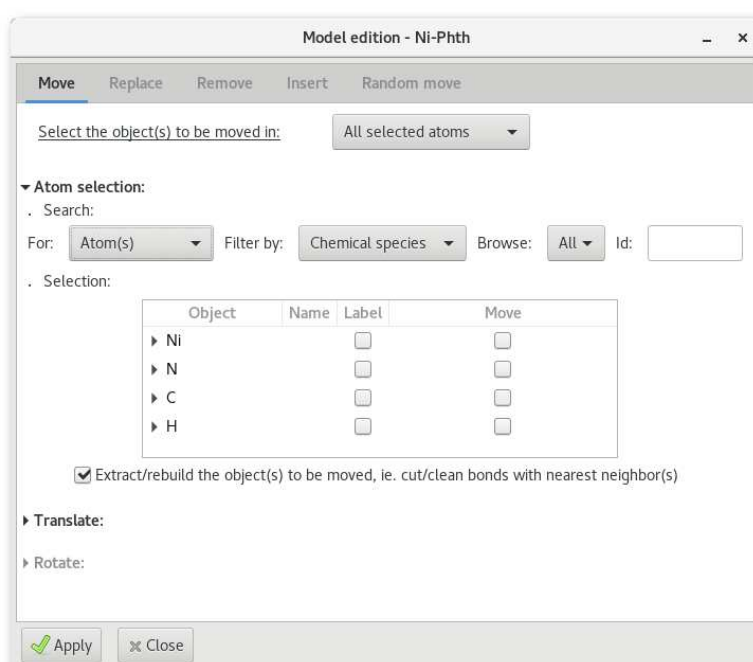 Model edition - Ni-Phth
Move Replace Remove Insert Random move
Select the object(s) to be moved in: All selected atoms
Atom selection:
. Search:
For: Atom(s) Filter by: Chemical species Browse: All Id:
. Selection:
Object Name Label Move
Ni
N
C
H
Extract/rebuild the object(s) to be moved, ie. cut/clean bonds with nearest neighbor(s)
Translate:
Rotate:
Apply Close